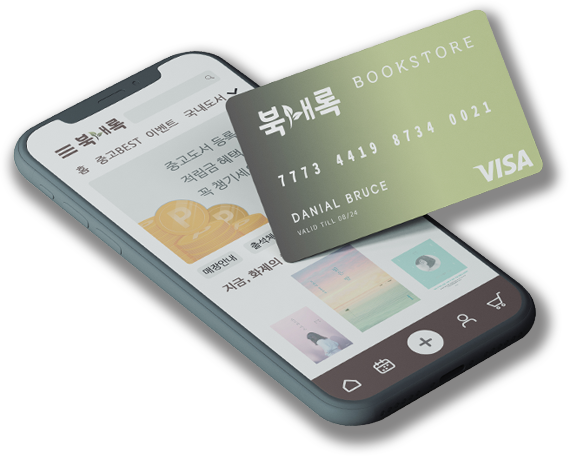 북새록
홈 중고BEST 이벤트 국내도서
중고도서 등록
적립금 혜택
꼭 챙기세
P P
매장안내 출석체
지금, 화제의
북새록 BOOKSTORE
7773 4419 8734 0021
DANIAL BRUCE
VALID TILL 08/24
VISA